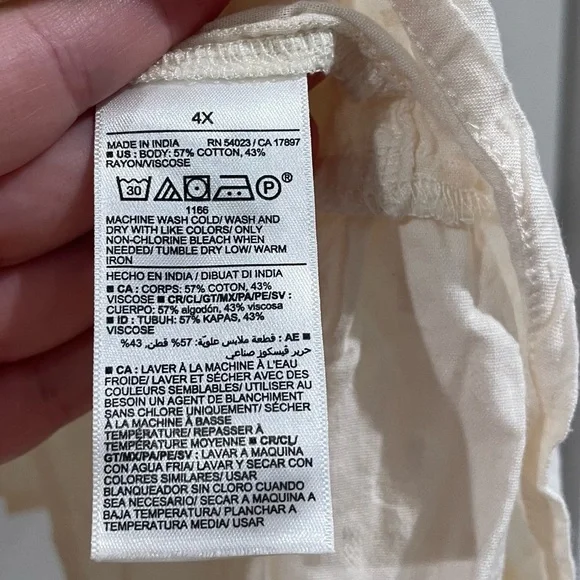 4X
MADE IN INDIA RN 54023 / CA 17897
■ US : BODY: 57% COTTON, 43%
RAYON/VISCOSE
30 P ®
1166
MACHINE WASH COLD/ WASH AND
DRY WITH LIKE COLORS/ ONLY
NON-CHLORINE BLEACH WHEN
NEEDED/ TUMBLE DRY LOW/ WARM
IRON
HECHO EN INDIA / DIBUAT DI INDIA
■ CA : CORPS: 57% COTON, 43%
VISCOSE ■ CR/CL/GT/MX/PA/PE/SV :
CUERPO: 57% algodón, 43% viscosa
■ ID : TUBUH: 57% KAPAS, 43%
VISCOSE
■ AE : قطعة ملابس علوية: 57% قطن, 43%
حرير فيسكوز صناعي
■ CA : LAVER À LA MACHINE À L'EAU
FROIDE/ LAVER ET SÉCHER AVEC DES
COULEURS SEMBLABLES/ UTILISER AU
BESOIN UN AGENT DE BLANCHIMENT
SANS CHLORE UNIQUEMENT/ SÉCHER
À LA MACHINE À BASSE
TEMPÉRATURE/ REPASSER À
TEMPÉRATURE MOYENNE ■ CR/CL/
GT/MX/PA/PE/SV : LAVAR A MAQUINA
CON AGUA FRIA/ LAVAR Y SECAR CON
COLORES SIMILARES/ USAR
BLANQUEADOR SIN CLORO CUANDO
SEA NECESARIO/ SECAR A MAQUINA A
BAJA TEMPERATURA/ PLANCHAR A
TEMPERATURA MEDIA/ USAR